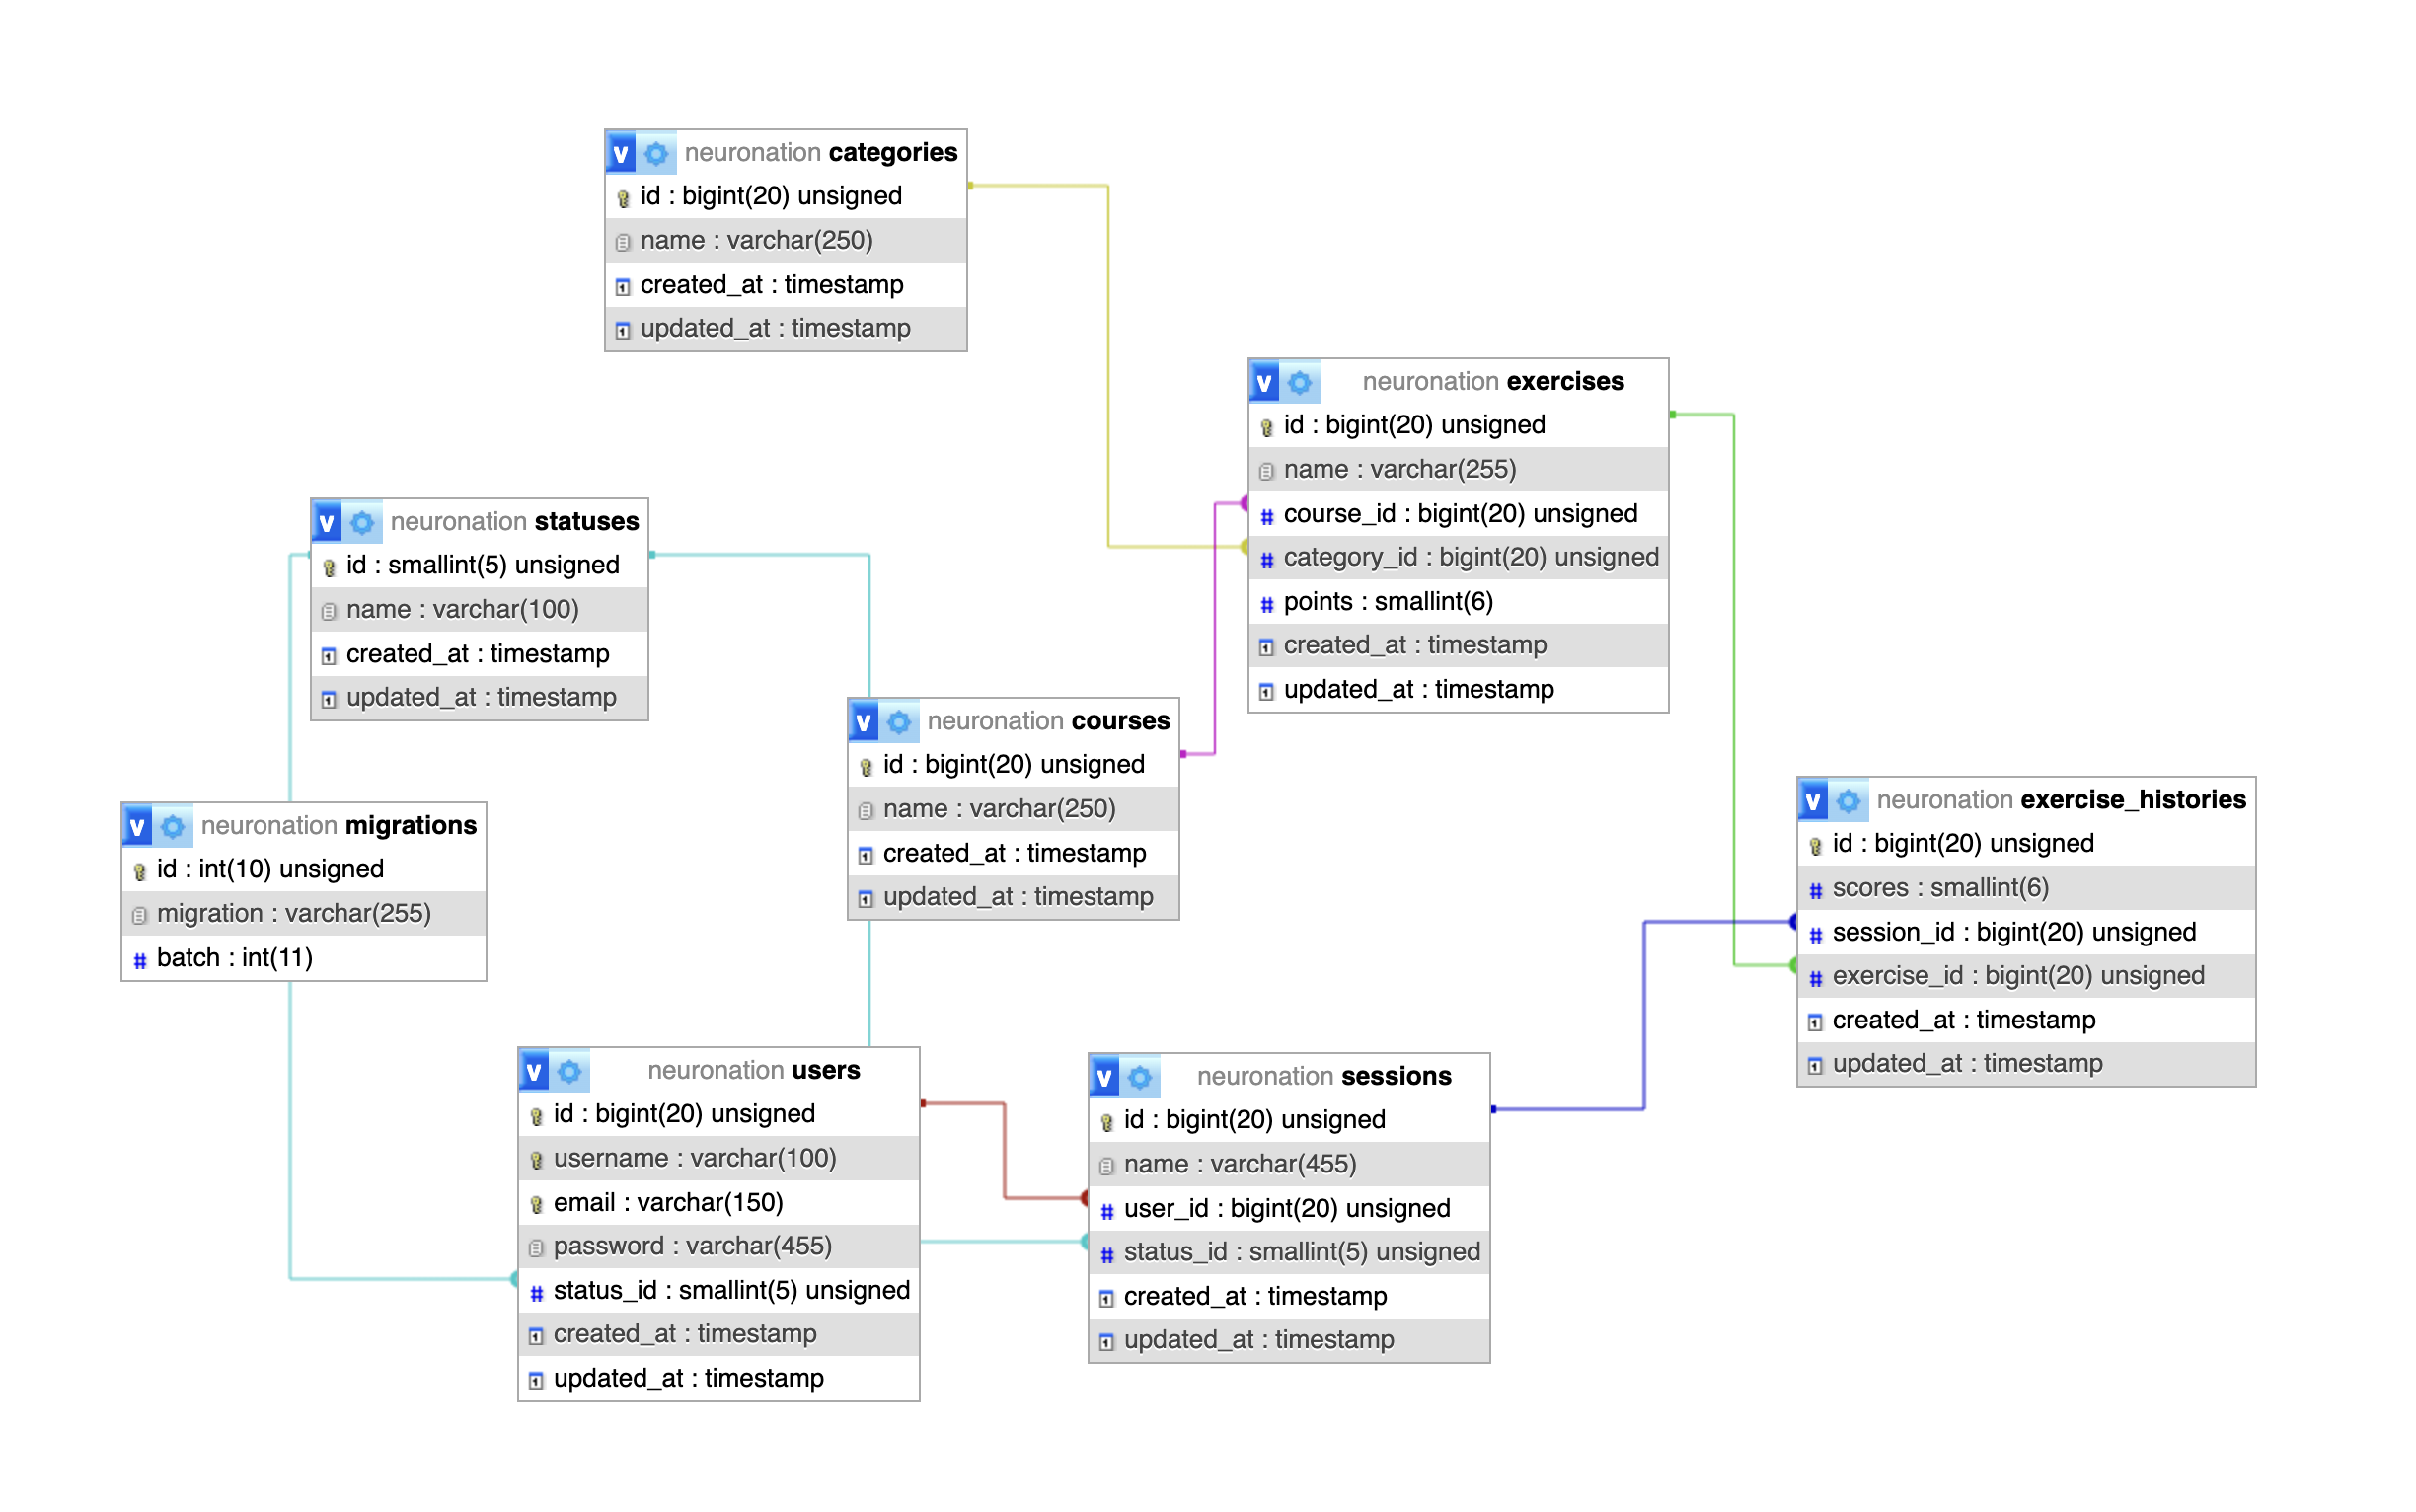 v neuronation categories
id : bigint(20) unsigned
name : varchar(250)
created_at : timestamp
updated_at : timestamp
v neuronation exercises
id : bigint(20) unsigned
name : varchar(255)
# course_id : bigint(20) unsigned
# category_id : bigint(20) unsigned
# points : smallint(6)
created_at : timestamp
updated_at : timestamp
v neuronation statuses
id : smallint(5) unsigned
name : varchar(100)
created_at : timestamp
updated_at : timestamp
v neuronation courses
id : bigint(20) unsigned
name : varchar(250)
created_at : timestamp
updated_at : timestamp
v neuronation migrations
id : int(10) unsigned
migration : varchar(255)
# batch : int(11)
v neuronation exercise_histories
id : bigint(20) unsigned
# scores : smallint(6)
# session_id : bigint(20) unsigned
# exercise_id : bigint(20) unsigned
created_at : timestamp
updated_at : timestamp
v neuronation users
id : bigint(20) unsigned
username : varchar(100)
email : varchar(150)
password : varchar(455)
# status_id : smallint(5) unsigned
created_at : timestamp
updated_at : timestamp
v neuronation sessions
id : bigint(20) unsigned
name : varchar(455)
# user_id : bigint(20) unsigned
# status_id : smallint(5) unsigned
created_at : timestamp
updated_at : timestamp